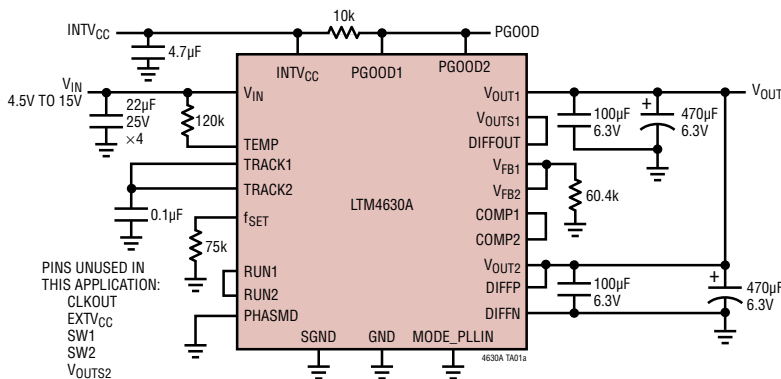 INTVCC
10k
PGOOD
4.7µF
INTVCC
PGOOD1
PGOOD2
VIN
4.5V TO 15V
22µF
25V
×4
120k
VIN
TEMP
TRACK1
TRACK2
0.1µF
fSET
75k
RUN1
RUN2
PHASMD
SGND
GND
MODE_PLLIN
LTM4630A
VOUT1
VOUTS1
DIFFOUT
VFB1
VFB2
COMP1
COMP2
VOUT2
DIFFP
DIFFN
100µF
6.3V
+
470µF
6.3V
VOUT
60.4k
100µF
6.3V
+
470µF
6.3V
4630A TA01a
PINS UNUSED IN
THIS APPLICATION:
CLKOUT
EXTVCC
SW1
SW2
VOUTS2